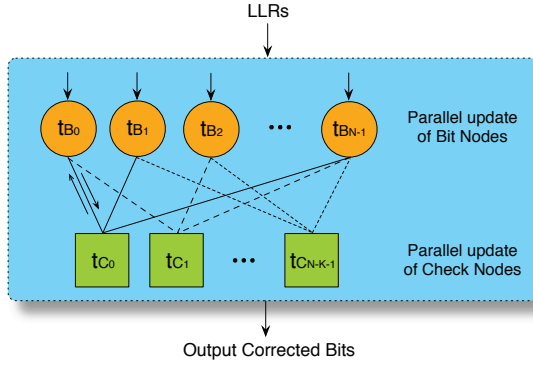 LLRs
tB0 tB1 tB2 ••• tBN-1
Parallel update
of Bit Nodes
tC0 tC1 ••• tCN-K-1
Parallel update
of Check Nodes
Output Corrected Bits